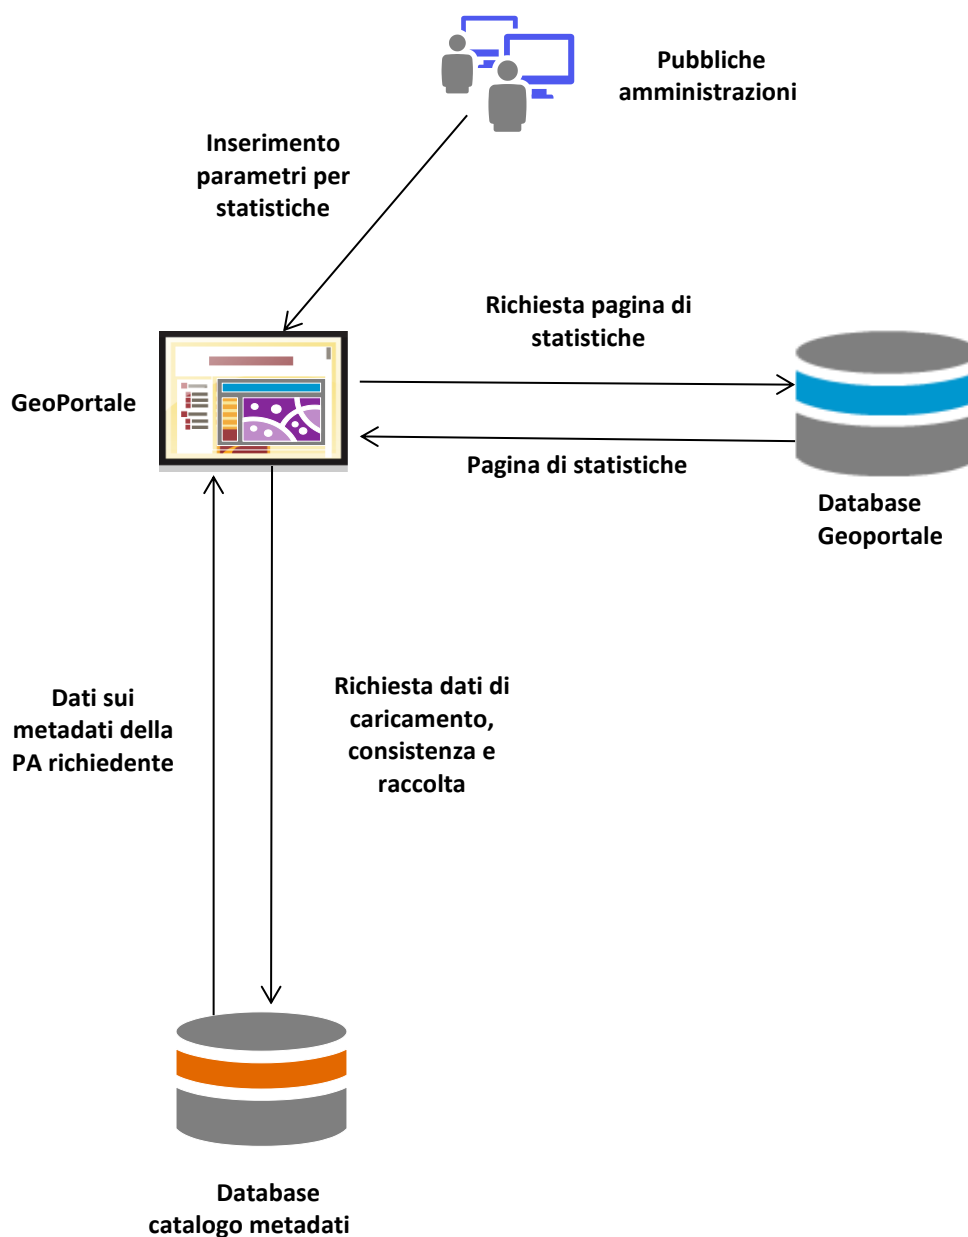 Pubbliche
amministrazioni
Inserimento
parametri per
statistiche
Richiesta pagina di
statistiche
GeoPortale
Pagina di statistiche
Database
Geoportale
Dati sui
metadati della
PA richiedente
Richiesta dati di
caricamento,
consistenza e
raccolta
Database
catalogo metadati